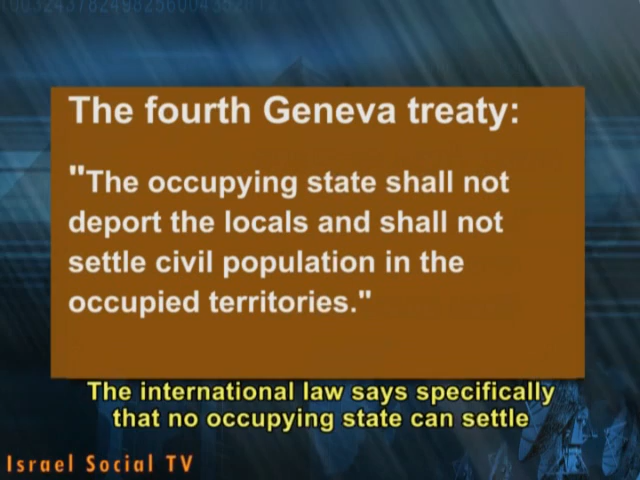 The fourth Geneva treaty:
"The occupying state shall not
deport the locals and shall not
settle civil population in the
occupied territories."
The international law says specifically
that no occupying state can settle
Israel Social TV